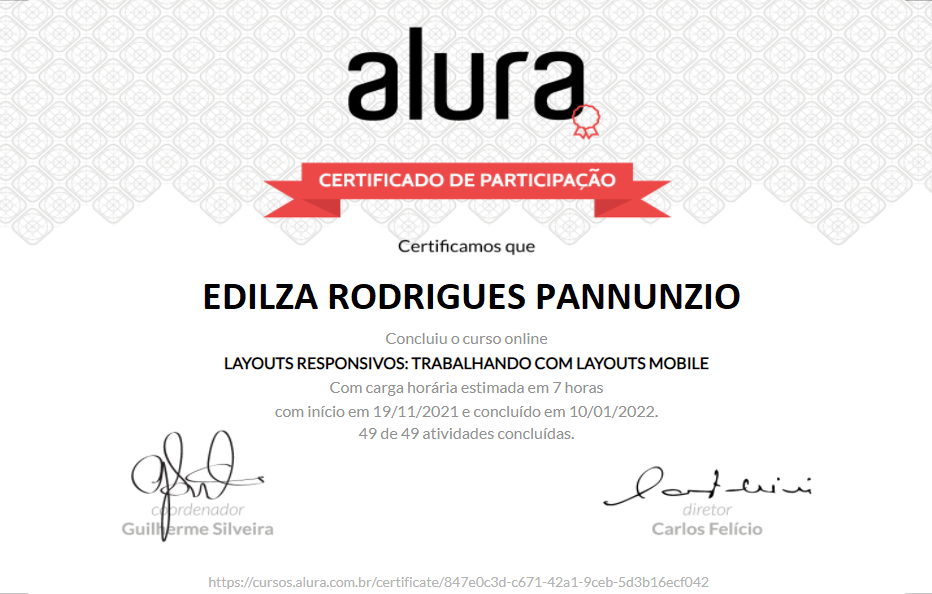 alura
CERTIFICADO DE PARTICIPAÇÃO
Certificamos que
EDILZA RODRIGUES PANNUNZIO
Concluiu o curso online
LAYOUTS RESPONSIVOS: TRABALHANDO COM LAYOUTS MOBILE
Com carga horária estimada em 7 horas
com início em 19/11/2021 e concluído em 10/01/2022.
49 de 49 atividades concluídas.
coordenador
Guilherme Silveira
diretor
Carlos Felício
https://cursos.alura.com.br/certificate/847e0c3d-c671-42a1-9ceb-5d3b16ecf042